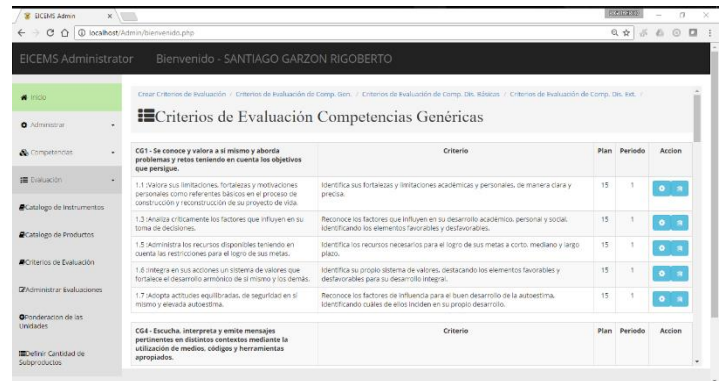 EICEMS Admin
localhost/Admin/bienvenido.php
EICEMS Administrator
Bienvenido - SANTIAGO GARZON RIGOBERTO
Inicio
Administrar
Competencias
Evaluación
Catalogo de Instrumentos
Catalogo de Productos
Criterios de Evaluación
Administrar Evaluaciones
Ponderacion de las
Unidades
Definir Cantidad de
Subproductos
Crear Criterios de Evaluación / Criterios de Evaluación de Comp. Gen. / Criterios de Evaluación de Comp. Dis. Básicas / Criterios de Evaluación de Comp. Dis. Ext. /
Criterios de Evaluación Competencias Genéricas
CG1 - Se conoce y valora a si mismo y aborda
problemas y retos teniendo en cuenta los objetivos
que persigue.
Criterio
Plan
Periodo
Accion
1.1 :Valora sus limitaciones, fortalezas y motivaciones
personales como referentes básicos en el proceso de
construcción y reconstrucción de su proyecto de vida.
Identifica sus fortalezas y limitaciones académicas y personales, de manera clara y
precisa.
15
1
1.3 :Analiza críticamente los factores que influyen en su
toma de decisiones.
Reconoce los factores que influyen en su desarrollo académico, personal y social,
identificando los elementos favorables y desfavorables.
15
1
1.5 :Administra los recursos disponibles teniendo en
cuenta las restricciones para el logro de sus metas.
Identifica los recursos necesarios para el logro de sus metas a corto, mediano y largo
plazo.
15
1
1.6 :Integra en sus acciones un sistema de valores que
fortalece el desarrollo armónico de sí mismo y los demás.
Identifica su propio sistema de valores, destacando los elementos favorables y
desfavorables para su desarrollo integral.
15
1
1.7 :Adopta actitudes equilibradas, de seguridad en sí
mismo y elevada autoestima.
Reconoce los factores de influencia para el buen desarrollo de la autoestima,
identificando cuáles de ellos inciden en su propio desarrollo.
15
1
CG4 - Escucha, interpreta y emite mensajes
pertinentes en distintos contextos mediante la
utilización de medios, códigos y herramientas
apropiados.
Criterio
Plan
Periodo
Accion